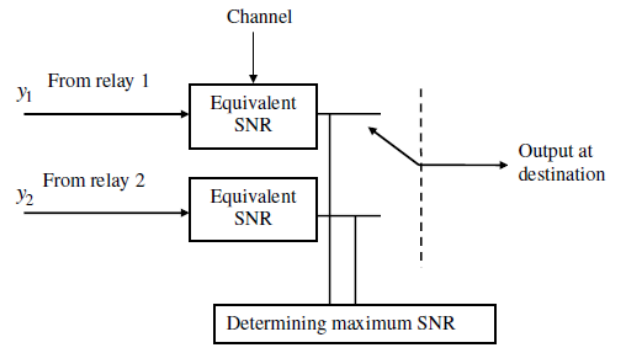 Channel
y1
From relay 1
Equivalent
SNR
y2
From relay 2
Equivalent
SNR
Output at
destination
Determining maximum SNR